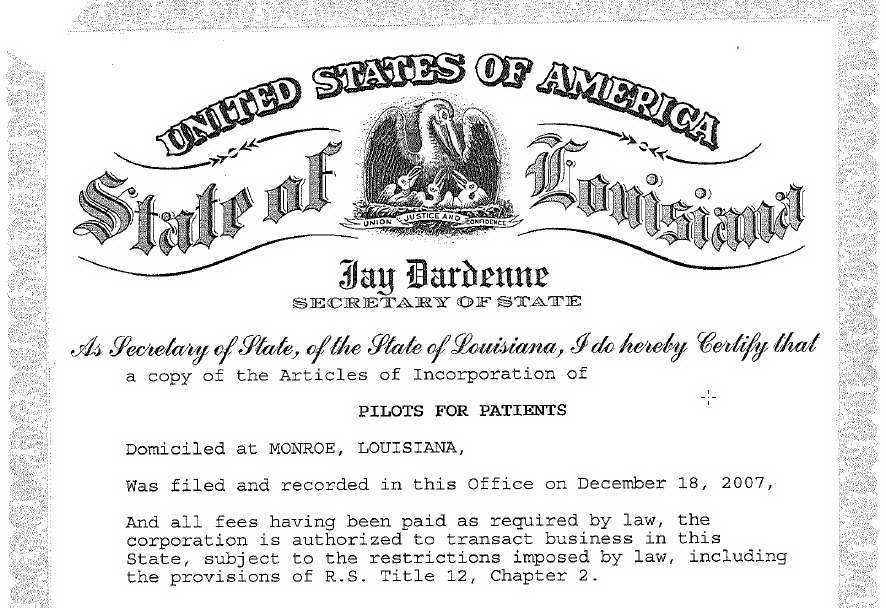 UNITED STATES OF AMERICA
State of Louisiana
UNION, JUSTICE AND CONFIDENCE
Jay Dardenne
SECRETARY OF STATE
As Secretary of State, of the State of Louisiana, I do hereby Certify that
a copy of the Articles of Incorporation of
PILOTS FOR PATIENTS
Domiciled at MONROE, LOUISIANA,
Was filed and recorded in this Office on December 18, 2007,
And all fees having been paid as required by law, the
corporation is authorized to transact business in this
State, subject to the restrictions imposed by law, including
the provisions of R.S. Title 12, Chapter 2.